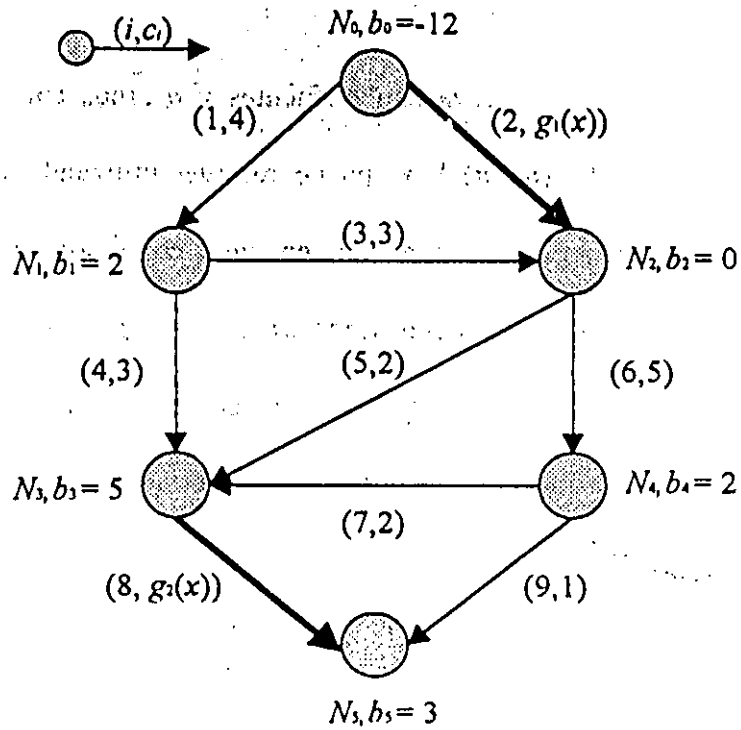 (i,cᵢ)
N₀, b₀ = -12
(1,4)
(2, g₁(x))
N₁, b₁ = 2
(3,3)
N₂, b₂ = 0
(4,3)
(5,2)
(6,5)
N₃, b₃ = 5
(7,2)
N₄, b₄ = 2
(8, g₂(x))
(9,1)
N₅, b₅ = 3